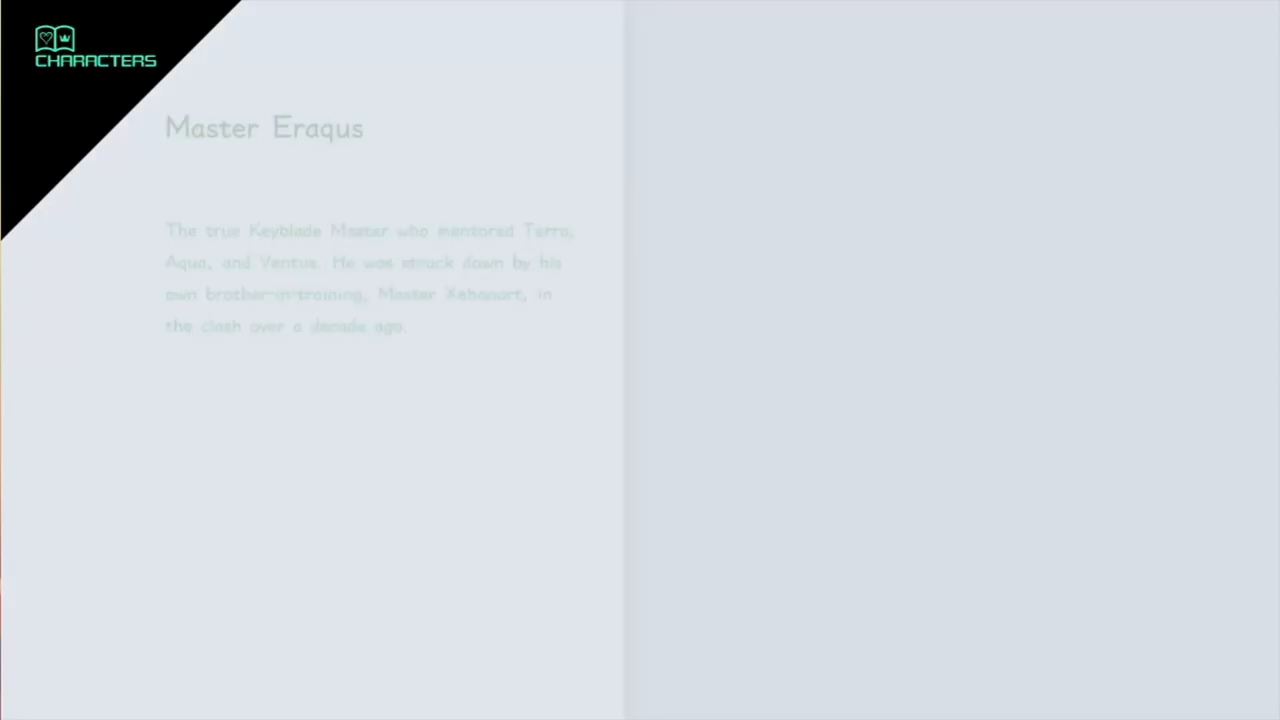 CHARACTERS
Master Eraqus
The true Keyblade Master who mentored Terra,
Aqua, and Ventus. He was struck down by his
own brother-in-training, Master Xehanort, in
the clash over a decade ago.